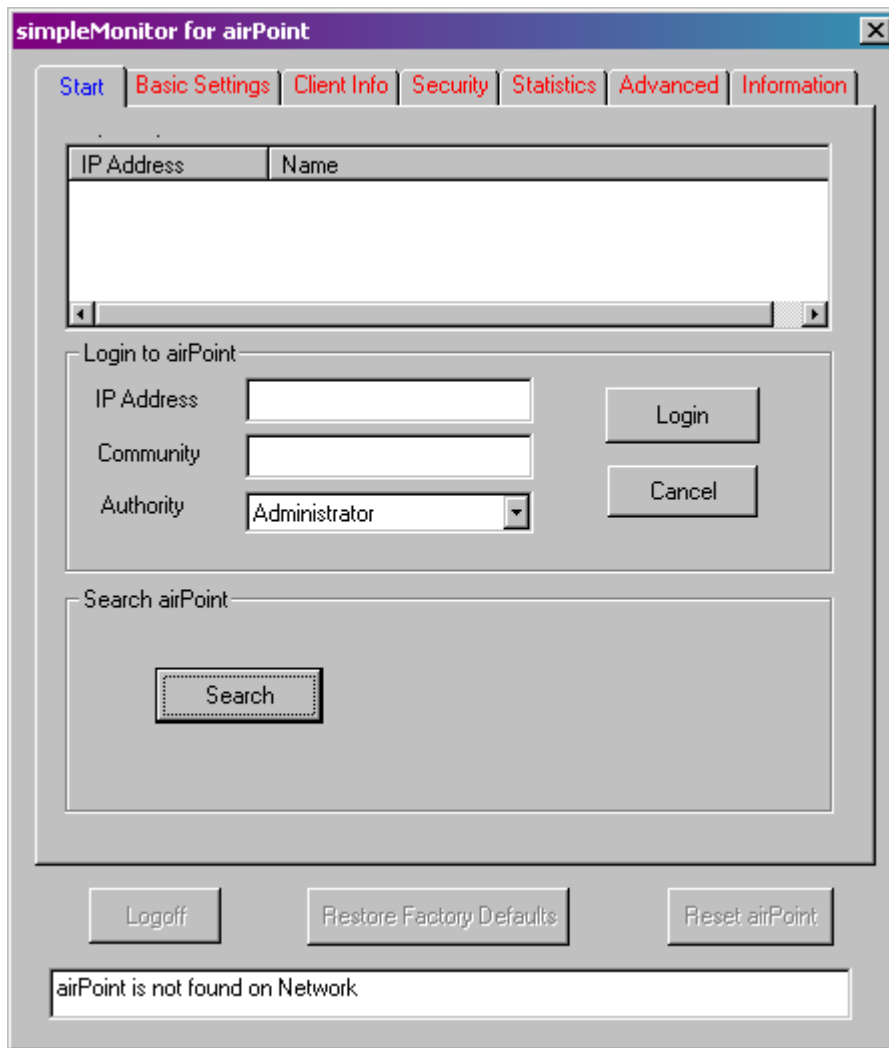 simpleMonitor for airPoint
Start Basic Settings Client Info Security Statistics Advanced Information
IP Address Name
Login to airPoint
IP Address
Login
Community
Cancel
Authority Administrator
Search airPoint
Search
Logoff Restore Factory Defaults Reset airPoint
airPoint is not found on Network